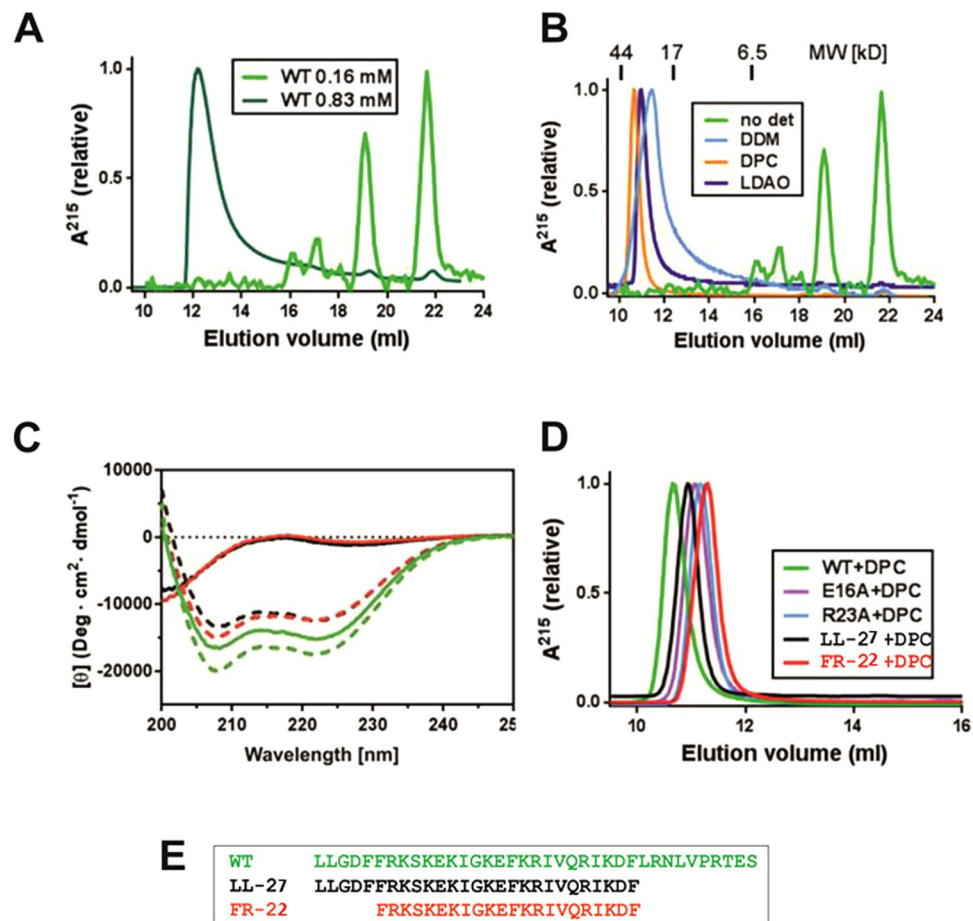 A
WT 0.16 mM
WT 0.83 mM
A215 (relative)
1.0
0.5
0.0
10 12 14 16 18 20 22 24
Elution volume (ml)
B
44 17 6.5 MW [kD]
no det
DDM
DPC
LDAO
A215 (relative)
1.0
0.5
0.0
10 12 14 16 18 20 22 24
Elution volume (ml)
C
[θ] (Deg · cm2· dmol-1)
10000
0
-10000
-20000
200 210 220 230 240 25
Wavelength [nm]
D
WT+DPC
E16A+DPC
R23A+DPC
LL-27 +DPC
FR-22 +DPC
A215 (relative)
1.0
0.5
0.0
10 12 14 16
Elution volume (ml)
E
WT LLGDFFRKSKEKIGKEFKRIVQRIKDFLRNLVPRTES
LL-27 LLGDFFRKSKEKIGKEFKRIVQRIKDF
FR-22 FRKSKEKIGKEFKRIVQRIKDF